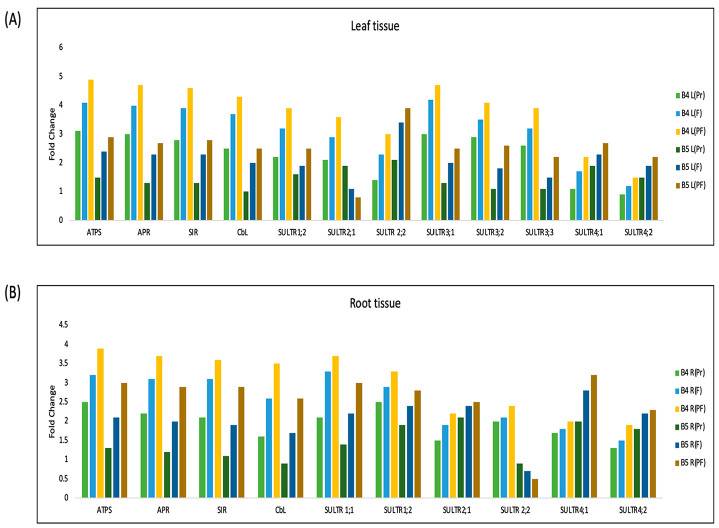 (A)
Leaf tissue
6
5
4
3
2
1
0
Fold Change
ATPS APR SIR CbL SULTR1;2 SULTR2;1 SULTR 2;2 SULTR3;1 SULTR3;2 SULTR3;3 SULTR4;1 SULTR4;2
B4 L(Pr)
B4 L(F)
B4 L(PF)
B5 L(Pr)
B5 L(F)
B5 L(PF)
(B)
Root tissue
4.5
4
3.5
3
2.5
2
1.5
1
0.5
0
Fold Change
ATPS APR SIR CbL SULTR 1;1 SULTR1;2 SULTR2;1 SULTR 2;2 SULTR4;1 SULTR4;2
B4 R(Pr)
B4 R(F)
B4 R(PF)
B5 R(Pr)
B5 R(F)
B5 R(PF)